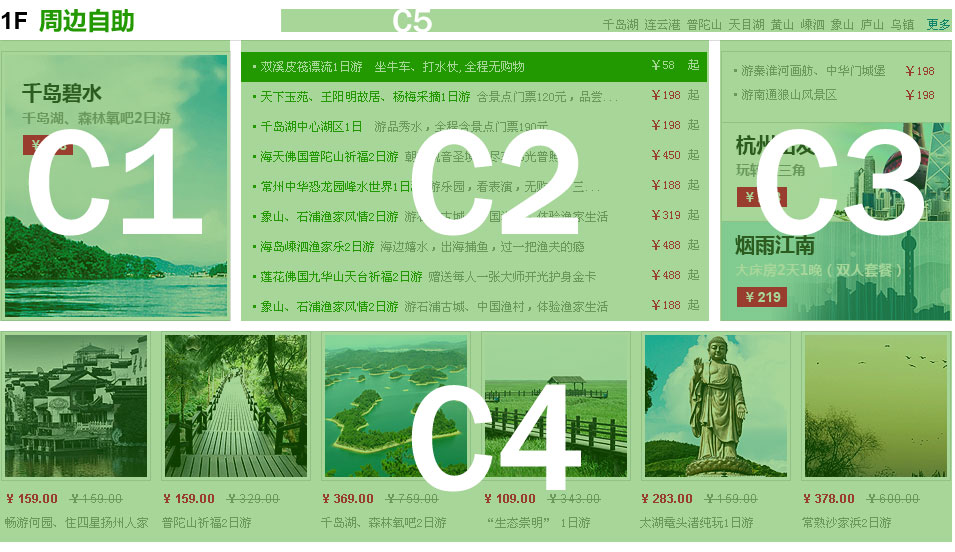 1F 周边自助
C5
千岛湖 连云港 普陀山 天目湖 黄山 嵊泗 象山 庐山 乌镇 更多
千岛碧水
千岛湖、森林氧吧2日游
C1
双溪皮筏漂流1日游 坐牛车、打水仗,全程无购物 ¥58 起
天下玉苑、王阳明故居、杨梅采摘1日游 含景点门票120元，品尝... ¥198 起
千岛湖中心湖区1日 游品秀水，全程含景点门票190元 ¥198 起
海天佛国普陀山祈福2日游 ¥450 起
常州中华恐龙园峰水世界1日 游乐园，看表演，无购 三... ¥188 起
象山、石浦渔家风情2日游 游石 古城 国 体验渔家生活 ¥319 起
海岛嵊泗渔家乐2日游 海边嬉水，出海捕鱼，过一把渔夫的瘾 ¥488 起
莲花佛国九华山天台祈福2日游 赠送每人一张大师开光护身金卡 ¥488 起
象山、石浦渔家风情2日游 游石浦古城、中国渔村，体验渔家生活 ¥188 起
C2
游秦淮河画舫、中华门城堡 ¥198
游南通狼山风景区 ¥198
杭州
玩转 三角
C3
烟雨江南
大床房2天1晚（双人套餐）
¥ 219
C4
¥ 159.00 ¥ 159.00
畅游何园、住四星扬州人家
¥ 159.00 ¥ 329.00
普陀山祈福2日游
¥ 369.00 ¥ 759.00
千岛湖、森林氧吧2日游
¥ 109.00 ¥ 343.00
“生态崇明” 1日游
¥ 283.00 ¥ 159.00
太湖鼋头渚纯玩1日游
¥ 378.00 ¥ 600.00
常熟沙家浜2日游